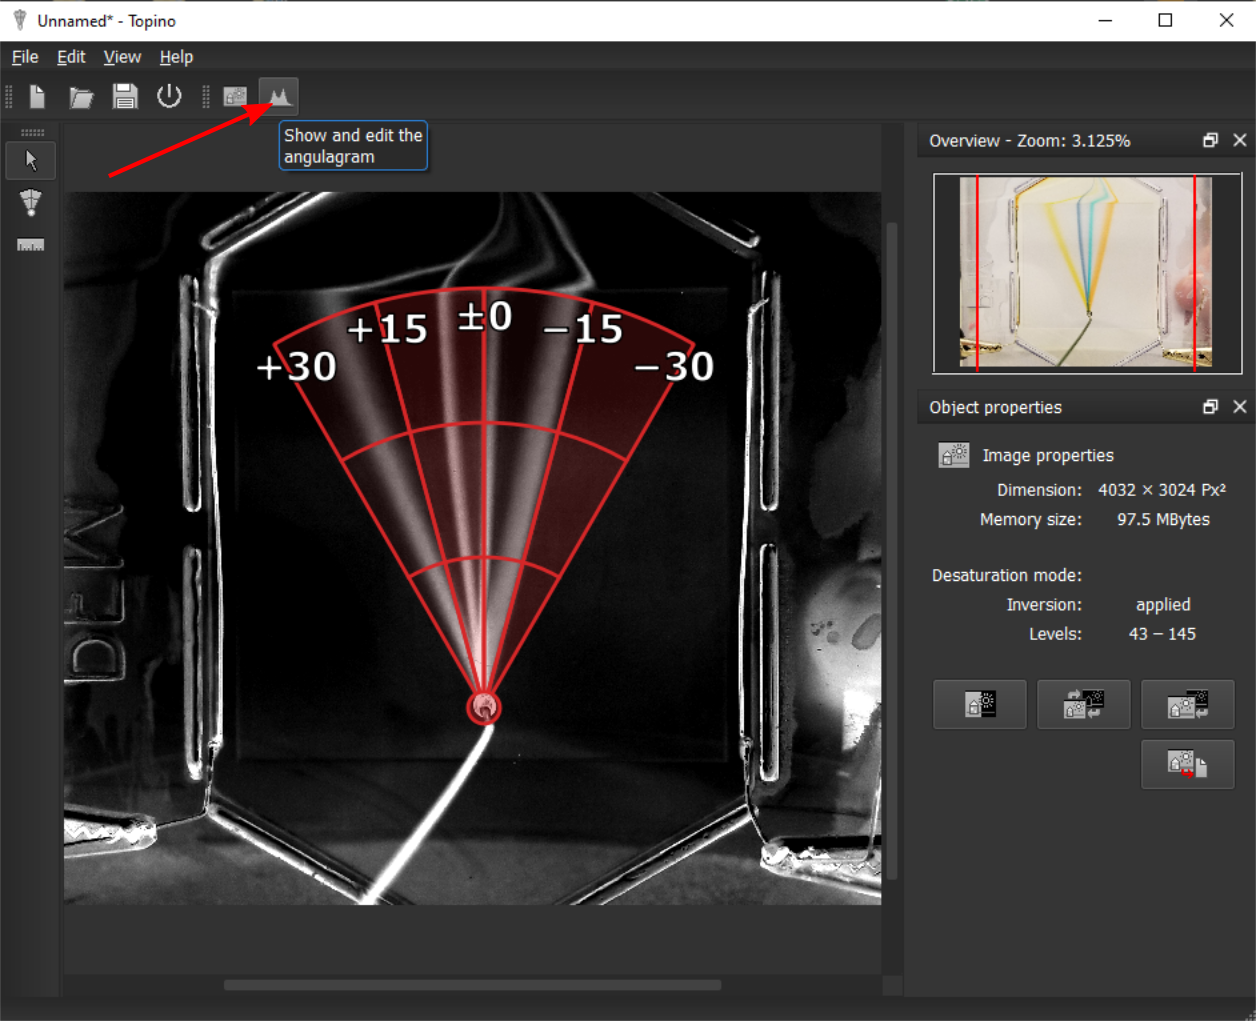 Unnamed* - Topino
File Edit View Help
Show and edit the
angulagram
+30 +15 ±0 −15 −30
Overview - Zoom: 3.125%
Object properties
Image properties
Dimension: 4032 × 3024 Px²
Memory size: 97.5 MBytes
Desaturation mode:
Inversion: applied
Levels: 43 – 145